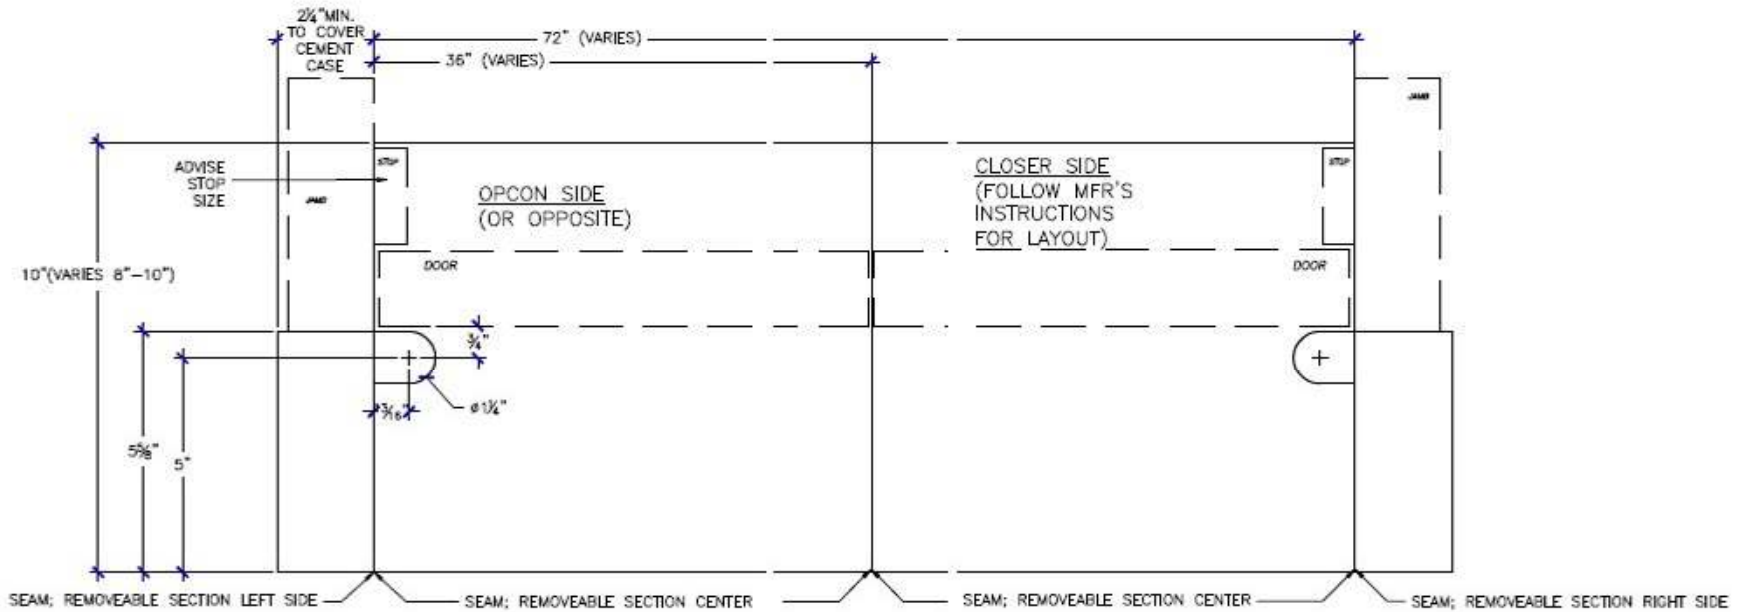 2¼"MIN.
TO COVER
CEMENT
CASE
72" (VARIES)
36" (VARIES)
JAMB
ADVISE
STOP
SIZE
STOP
JAMB
OPCON SIDE
(OR OPPOSITE)
CLOSER SIDE
(FOLLOW MFR'S
INSTRUCTIONS
FOR LAYOUT)
STOP
DOOR
DOOR
10"(VARIES 8"-10")
¾"
3⁄16"
ø1¼"
5⅝"
5"
SEAM; REMOVEABLE SECTION LEFT SIDE
SEAM; REMOVEABLE SECTION CENTER
SEAM; REMOVEABLE SECTION CENTER
SEAM; REMOVEABLE SECTION RIGHT SIDE